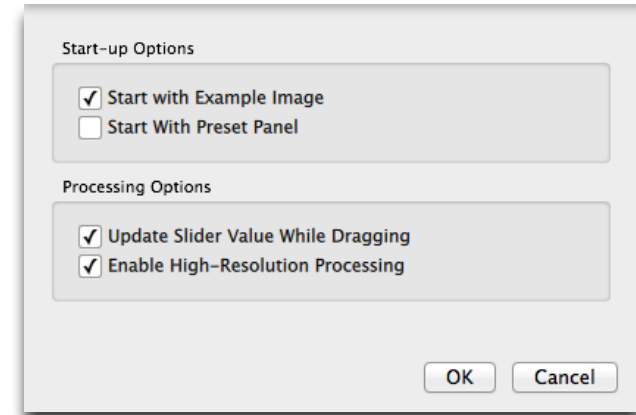 Start-up Options
Start with Example Image
Start With Preset Panel
Processing Options
Update Slider Value While Dragging
Enable High-Resolution Processing
OK Cancel